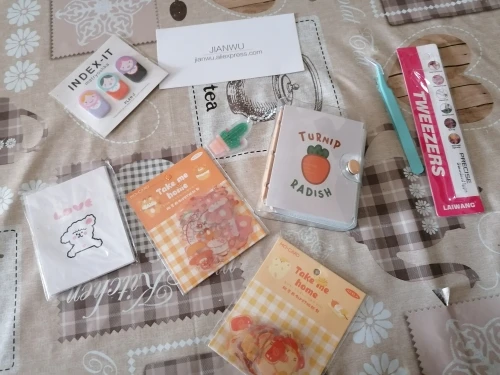 JIANWU
jianwu.aliexpress.com
INDEX-IT
tea
TURNIP
RADISH
TWEEZERS
PRECISE
LAIWANG
LOVE
Take me
home
Take me
home
Kitchen